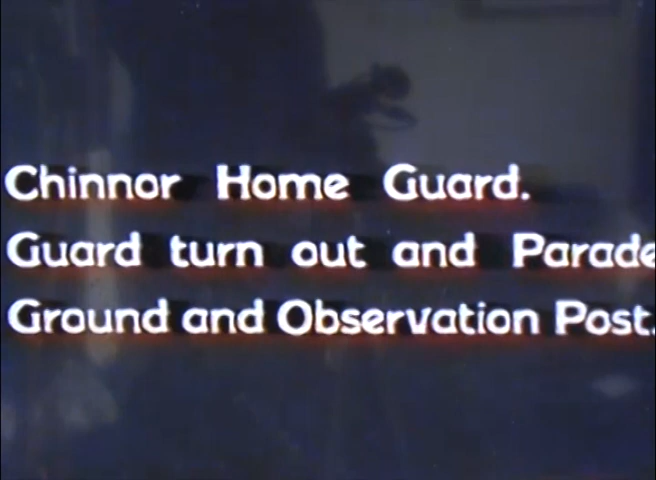 Chinnor Home Guard.
Guard turn out and Parade
Ground and Observation Post.